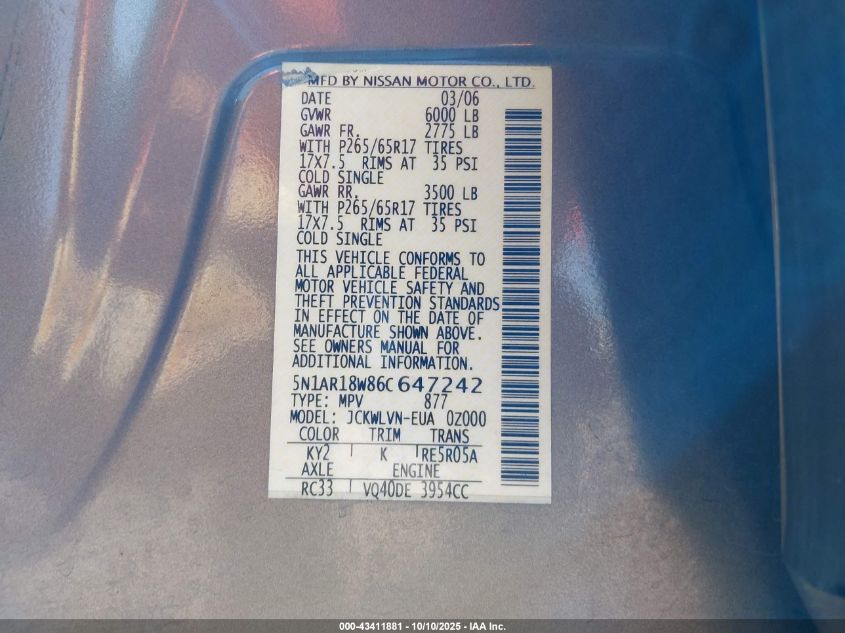 MFD BY NISSAN MOTOR CO., LTD.
DATE 03/06
GVWR 6000 LB
GAWR FR. 2775 LB
WITH P265/65R17 TIRES
17X7.5 RIMS AT 35 PSI
COLD SINGLE
GAWR RR. 3500 LB
WITH P265/65R17 TIRES
17X7.5 RIMS AT 35 PSI
COLD SINGLE
THIS VEHICLE CONFORMS TO
ALL APPLICABLE FEDERAL
MOTOR VEHICLE SAFETY AND
THEFT PREVENTION STANDARDS
IN EFFECT ON THE DATE OF
MANUFACTURE SHOWN ABOVE.
SEE OWNERS MANUAL FOR
ADDITIONAL INFORMATION.
5N1AR18W86C647242
TYPE: MPV 877
MODEL: JCKWLVN-EUA 0Z000
COLOR TRIM TRANS
KY2 K RE5R05A
AXLE ENGINE
RC33 VQ40DE 3954CC
000-43411881 - 10/10/2025 - IAA Inc.